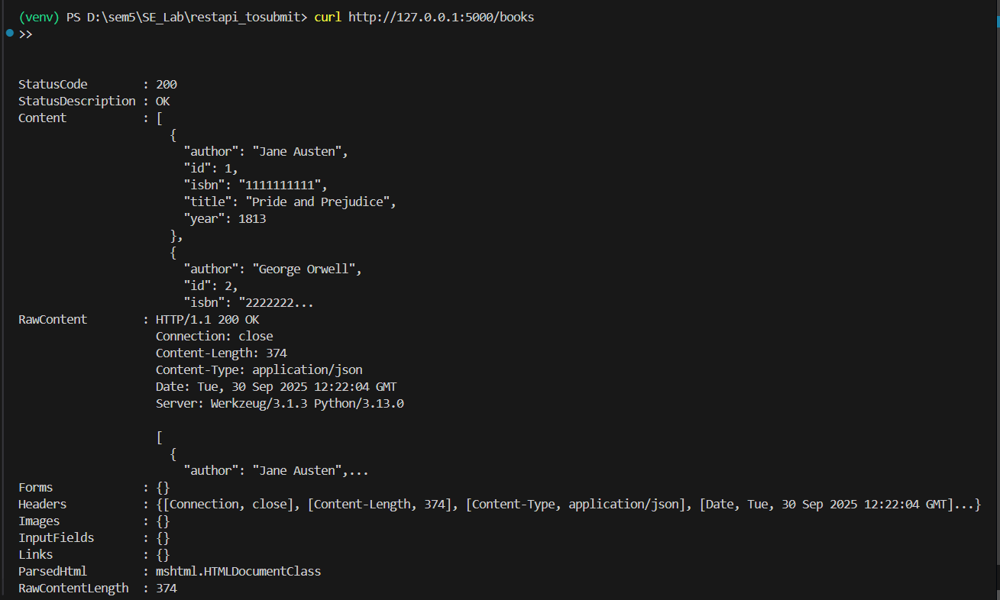 (venv) PS D:\sem5\SE_Lab\restapi_tosubmit> curl http://127.0.0.1:5000/books
>>
StatusCode        : 200
StatusDescription : OK
Content           : [
                      {
                        "author": "Jane Austen",
                        "id": 1,
                        "isbn": "1111111111",
                        "title": "Pride and Prejudice",
                        "year": 1813
                      },
                      {
                        "author": "George Orwell",
                        "id": 2,
                        "isbn": "2222222...
RawContent        : HTTP/1.1 200 OK
                    Connection: close
                    Content-Length: 374
                    Content-Type: application/json
                    Date: Tue, 30 Sep 2025 12:22:04 GMT
                    Server: Werkzeug/3.1.3 Python/3.13.0
                    [
                      {
                        "author": "Jane Austen",...
Forms             : {}
Headers           : {[Connection, close], [Content-Length, 374], [Content-Type, application/json], [Date, Tue, 30 Sep 2025 12:22:04 GMT]...}
Images            : {}
InputFields       : {}
Links             : {}
ParsedHtml        : mshtml.HTMLDocumentClass
RawContentLength  : 374